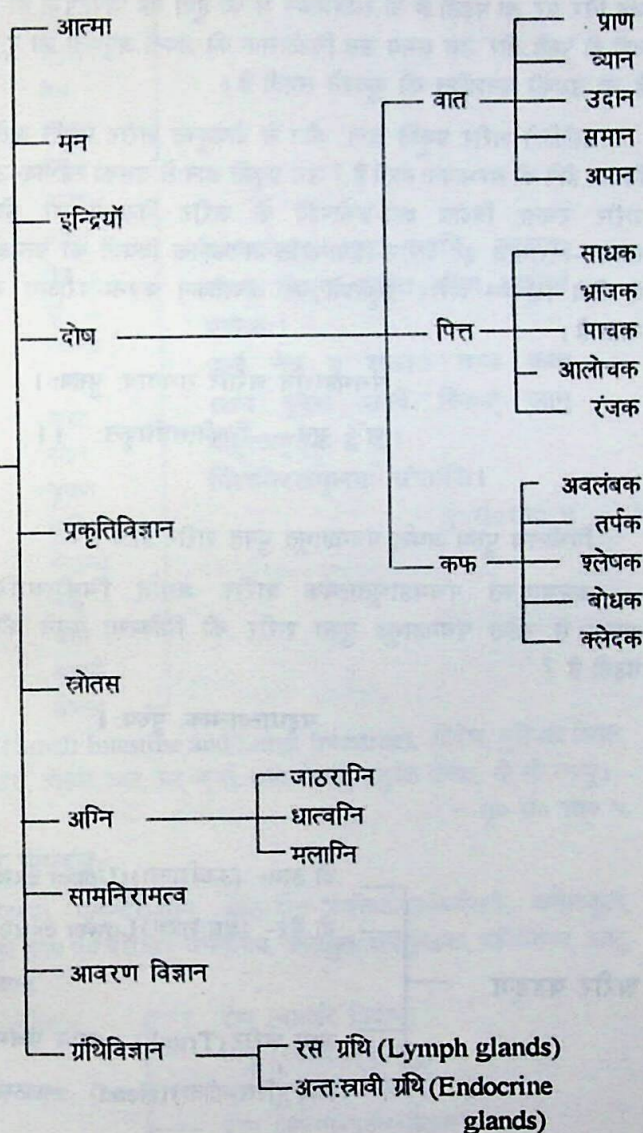 आत्मा
मन
इन्द्रियॉ
दोष
वात
प्राण
व्यान
उदान
समान
अपान
पित्त
साधक
भ्राजक
पाचक
आलोचक
रंजक
कफ
अवलंबक
तर्पक
श्लेषक
बोधक
क्लेदक
प्रकृतिविज्ञान
स्रोतस
अग्नि
जाठराग्नि
धात्वग्नि
मलाग्नि
सामनिरामत्व
आवरण विज्ञान
ग्रंथिविज्ञान
रस ग्रंथि (Lymph glands)
अन्त:स्त्रावी ग्रंथि (Endocrine
glands)